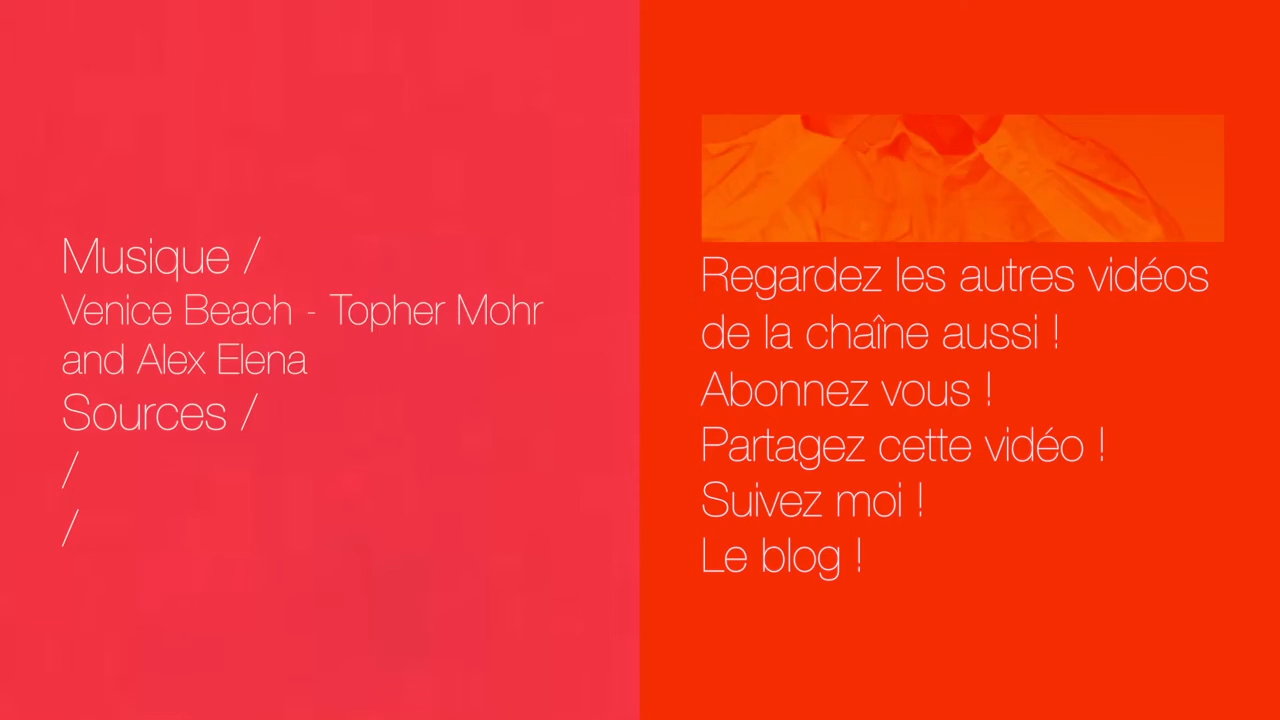 Musique /
Venice Beach - Topher Mohr
and Alex Elena
Sources /
/
/
Regardez les autres vidéos
de la chaîne aussi !
Abonnez vous !
Partagez cette vidéo !
Suivez moi !
Le blog !